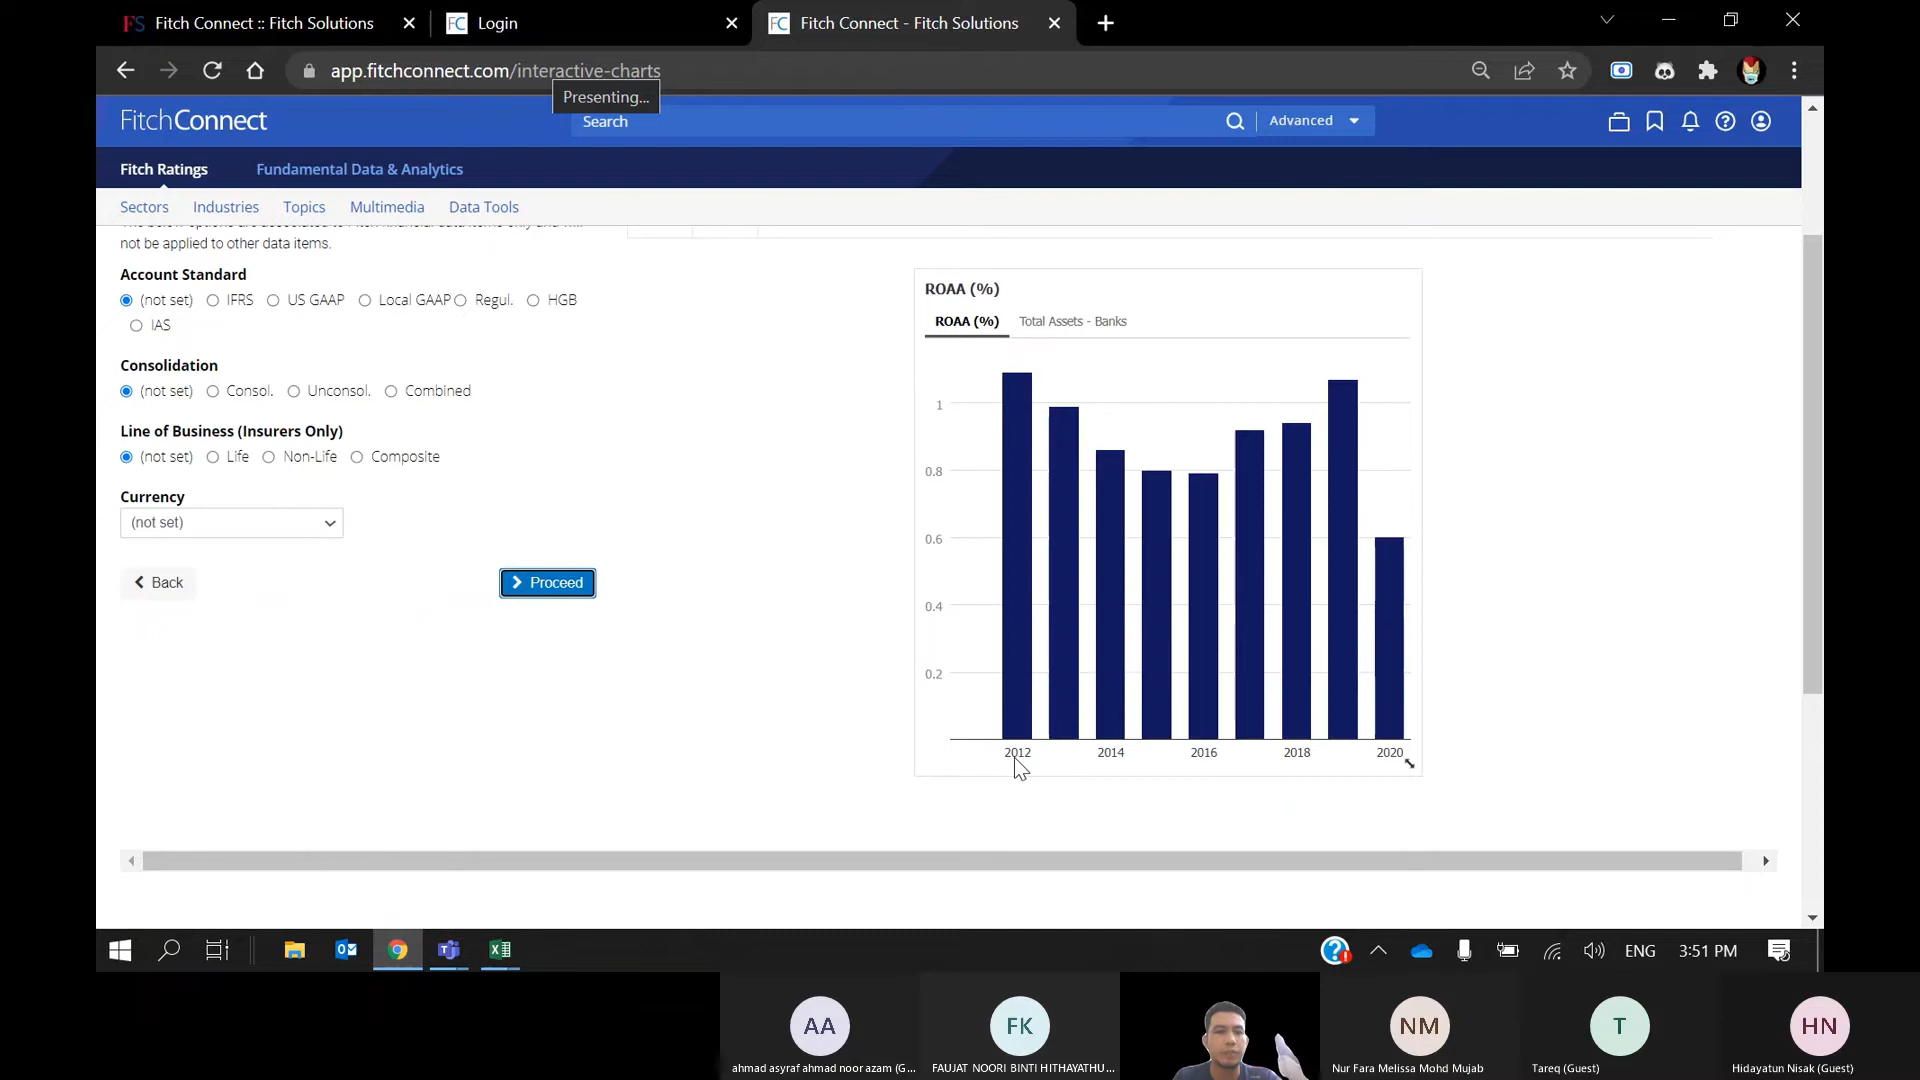 Fitch Connect :: Fitch Solutions
Login
Fitch Connect - Fitch Solutions
app.fitchconnect.com/interactive-charts
Presenting...
FitchConnect
Search
Advanced
Fitch Ratings
Fundamental Data & Analytics
Sectors
Industries
Topics
Multimedia
Data Tools
not be applied to other data items.
Account Standard
(not set) IFRS US GAAP Local GAAP Regul. HGB
IAS
Consolidation
(not set) Consol. Unconsol. Combined
Line of Business (Insurers Only)
(not set) Life Non-Life Composite
Currency
(not set)
Back
Proceed
ROAA (%)
ROAA (%) Total Assets - Banks
1
0.8
0.6
0.4
0.2
2012 2014 2016 2018 2020
ENG
3:51 PM
AA
FK
NM
T
HN
ahmad asyraf ahmad noor azam (G...
FAUJAT NOORI BINTI HITHAYATHU...
Nur Fara Melissa Mohd Mujab
Tareq (Guest)
Hidayatun Nisak (Guest)